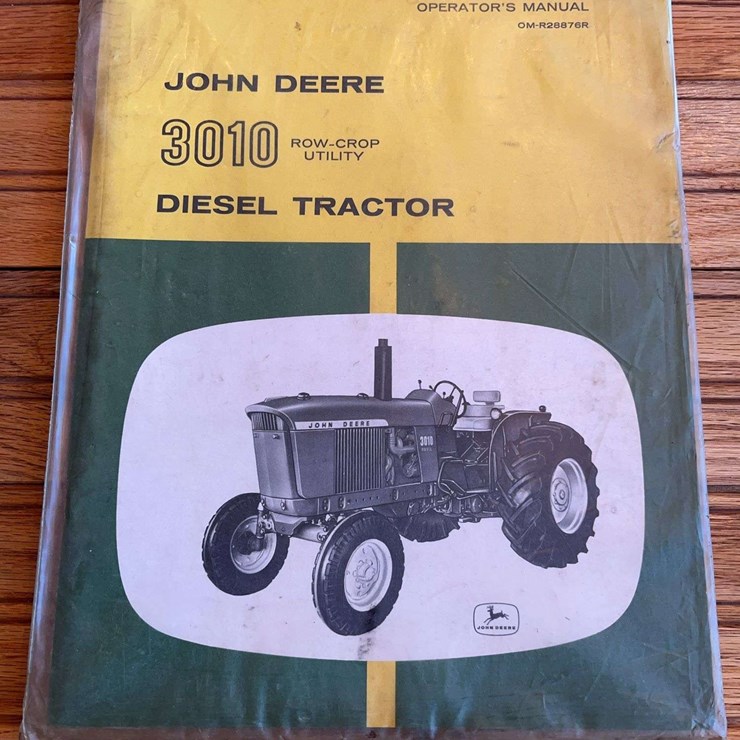 OPERATOR'S MANUAL
OM-R28876R
JOHN DEERE
3010 ROW-CROP
UTILITY
DIESEL TRACTOR
JOHN DEERE
3010
JOHN DEERE